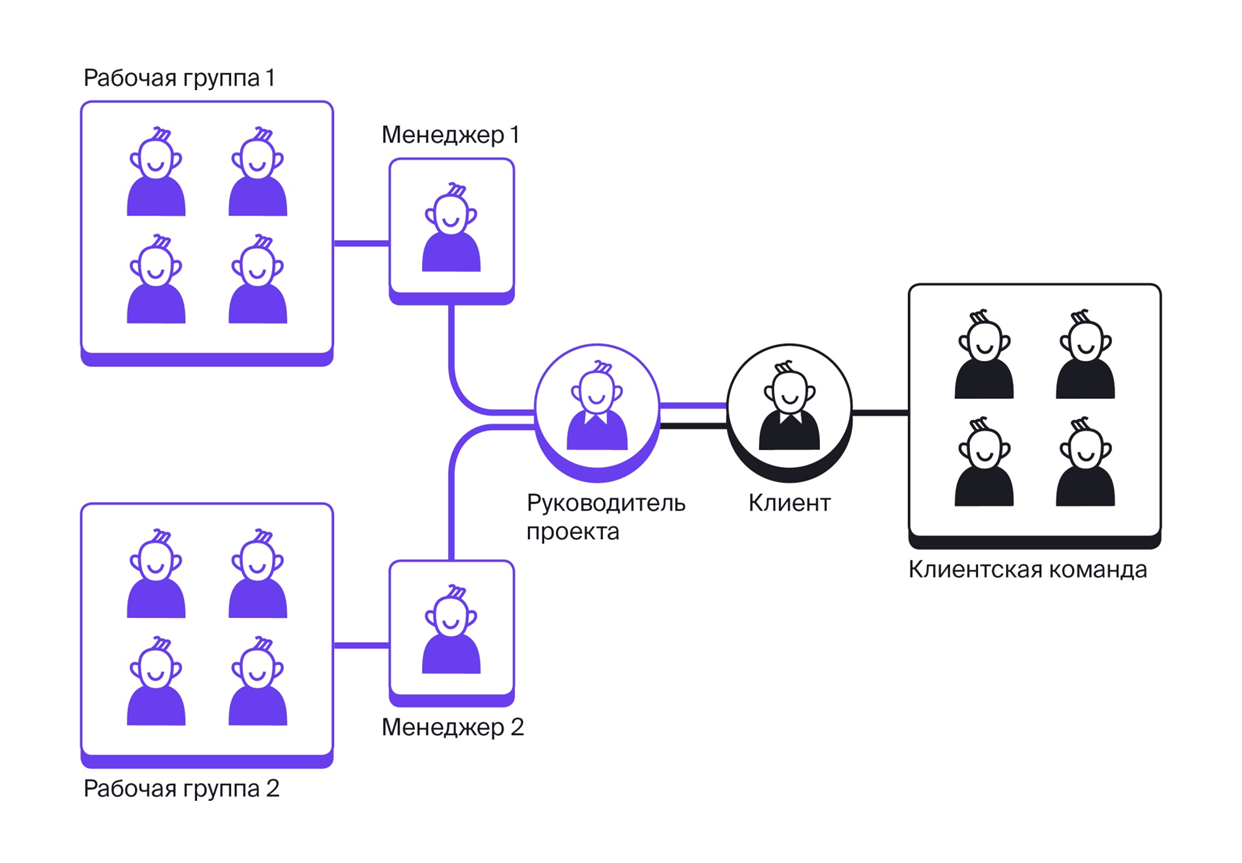 Рабочая группа 1
Менеджер 1
Руководитель
проекта
Клиент
Клиентская команда
Менеджер 2
Рабочая группа 2